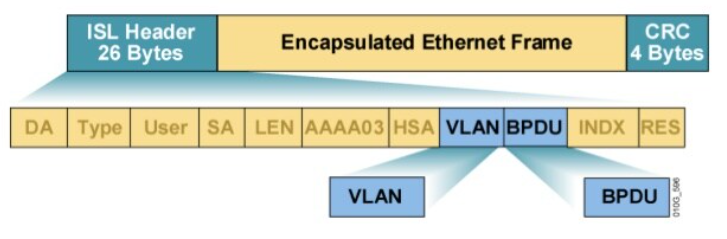 ISL Header
26 Bytes
Encapsulated Ethernet Frame
CRC
4 Bytes
DA Type User SA LEN AAAA03 HSA VLAN BPDU INDX RES
VLAN
BPDU
010G_596